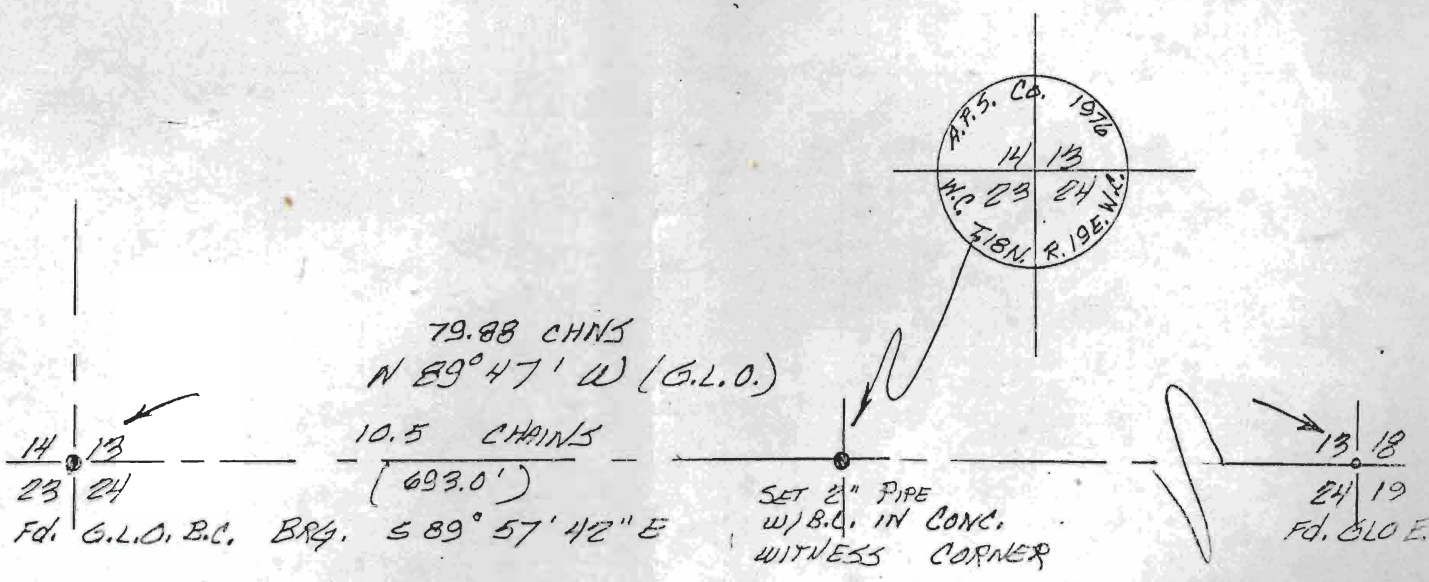 A.P.S. Co. 1976
14 13
W.C. 23 24 W.C.
T.18N. R.19E.
79.88 CHNS
N 89° 47' W (G.L.O.)
10.5 CHAINS
(693.0')
14 13
23 24
Fd. G.L.O. B.C. BRG. S 89° 57' 42" E
SET 2" PIPE
W/B.C. IN CONC.
WITNESS CORNER
13 18
24 19
Fd. GLO